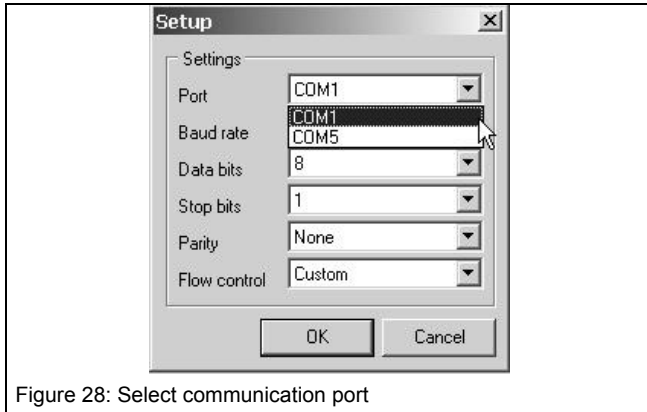 Setup
Settings
Port COM1
COM1
Baud rate COM5
Data bits 8
Stop bits 1
Parity None
Flow control Custom
OK Cancel
Figure 28: Select communication port